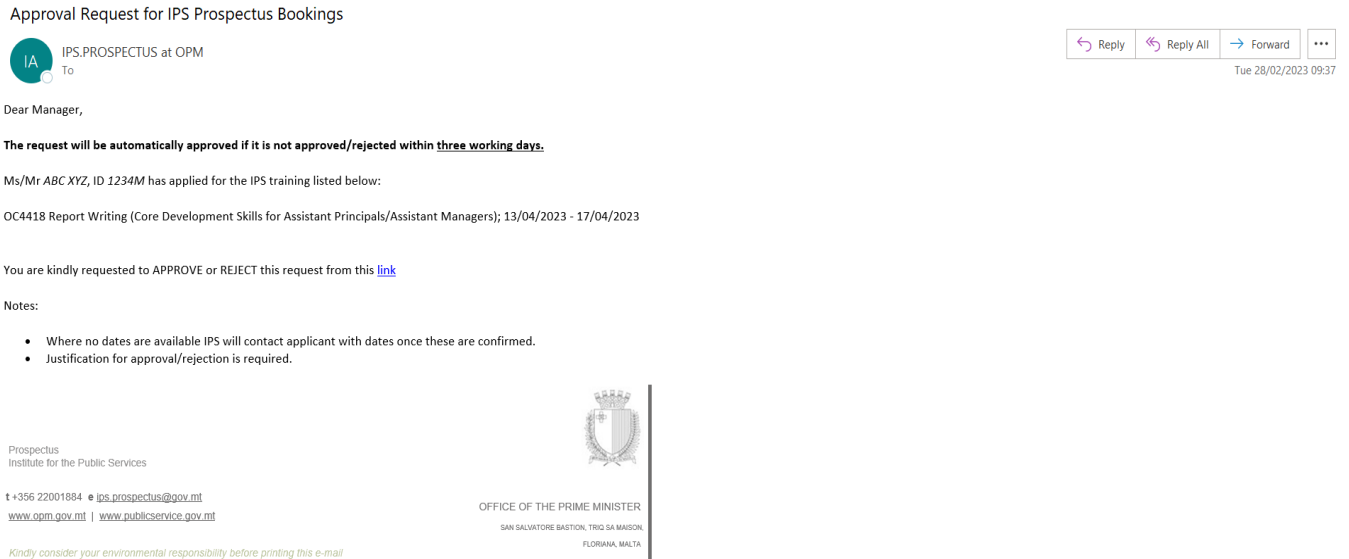 Approval Request for IPS Prospectus Bookings
IA
IPS.PROSPECTUS at OPM
To
Reply
Reply All
Forward
Tue 28/02/2023 09:37
Dear Manager,
The request will be automatically approved if it is not approved/rejected within three working days.
Ms/Mr ABC XYZ, ID 1234M has applied for the IPS training listed below:
OC4418 Report Writing (Core Development Skills for Assistant Principals/Assistant Managers); 13/04/2023 - 17/04/2023
You are kindly requested to APPROVE or REJECT this request from this link
Notes:
• Where no dates are available IPS will contact applicant with dates once these are confirmed.
• Justification for approval/rejection is required.
Prospectus
Institute for the Public Services
t +356 22001884 e ips.prospectus@gov.mt
www.opm.gov.mt | www.publicservice.gov.mt
Kindly consider your environmental responsibility before printing this e-mail
OFFICE OF THE PRIME MINISTER
SAN SALVATORE BASTION, TRIQ SA MAISON,
FLORIANA, MALTA